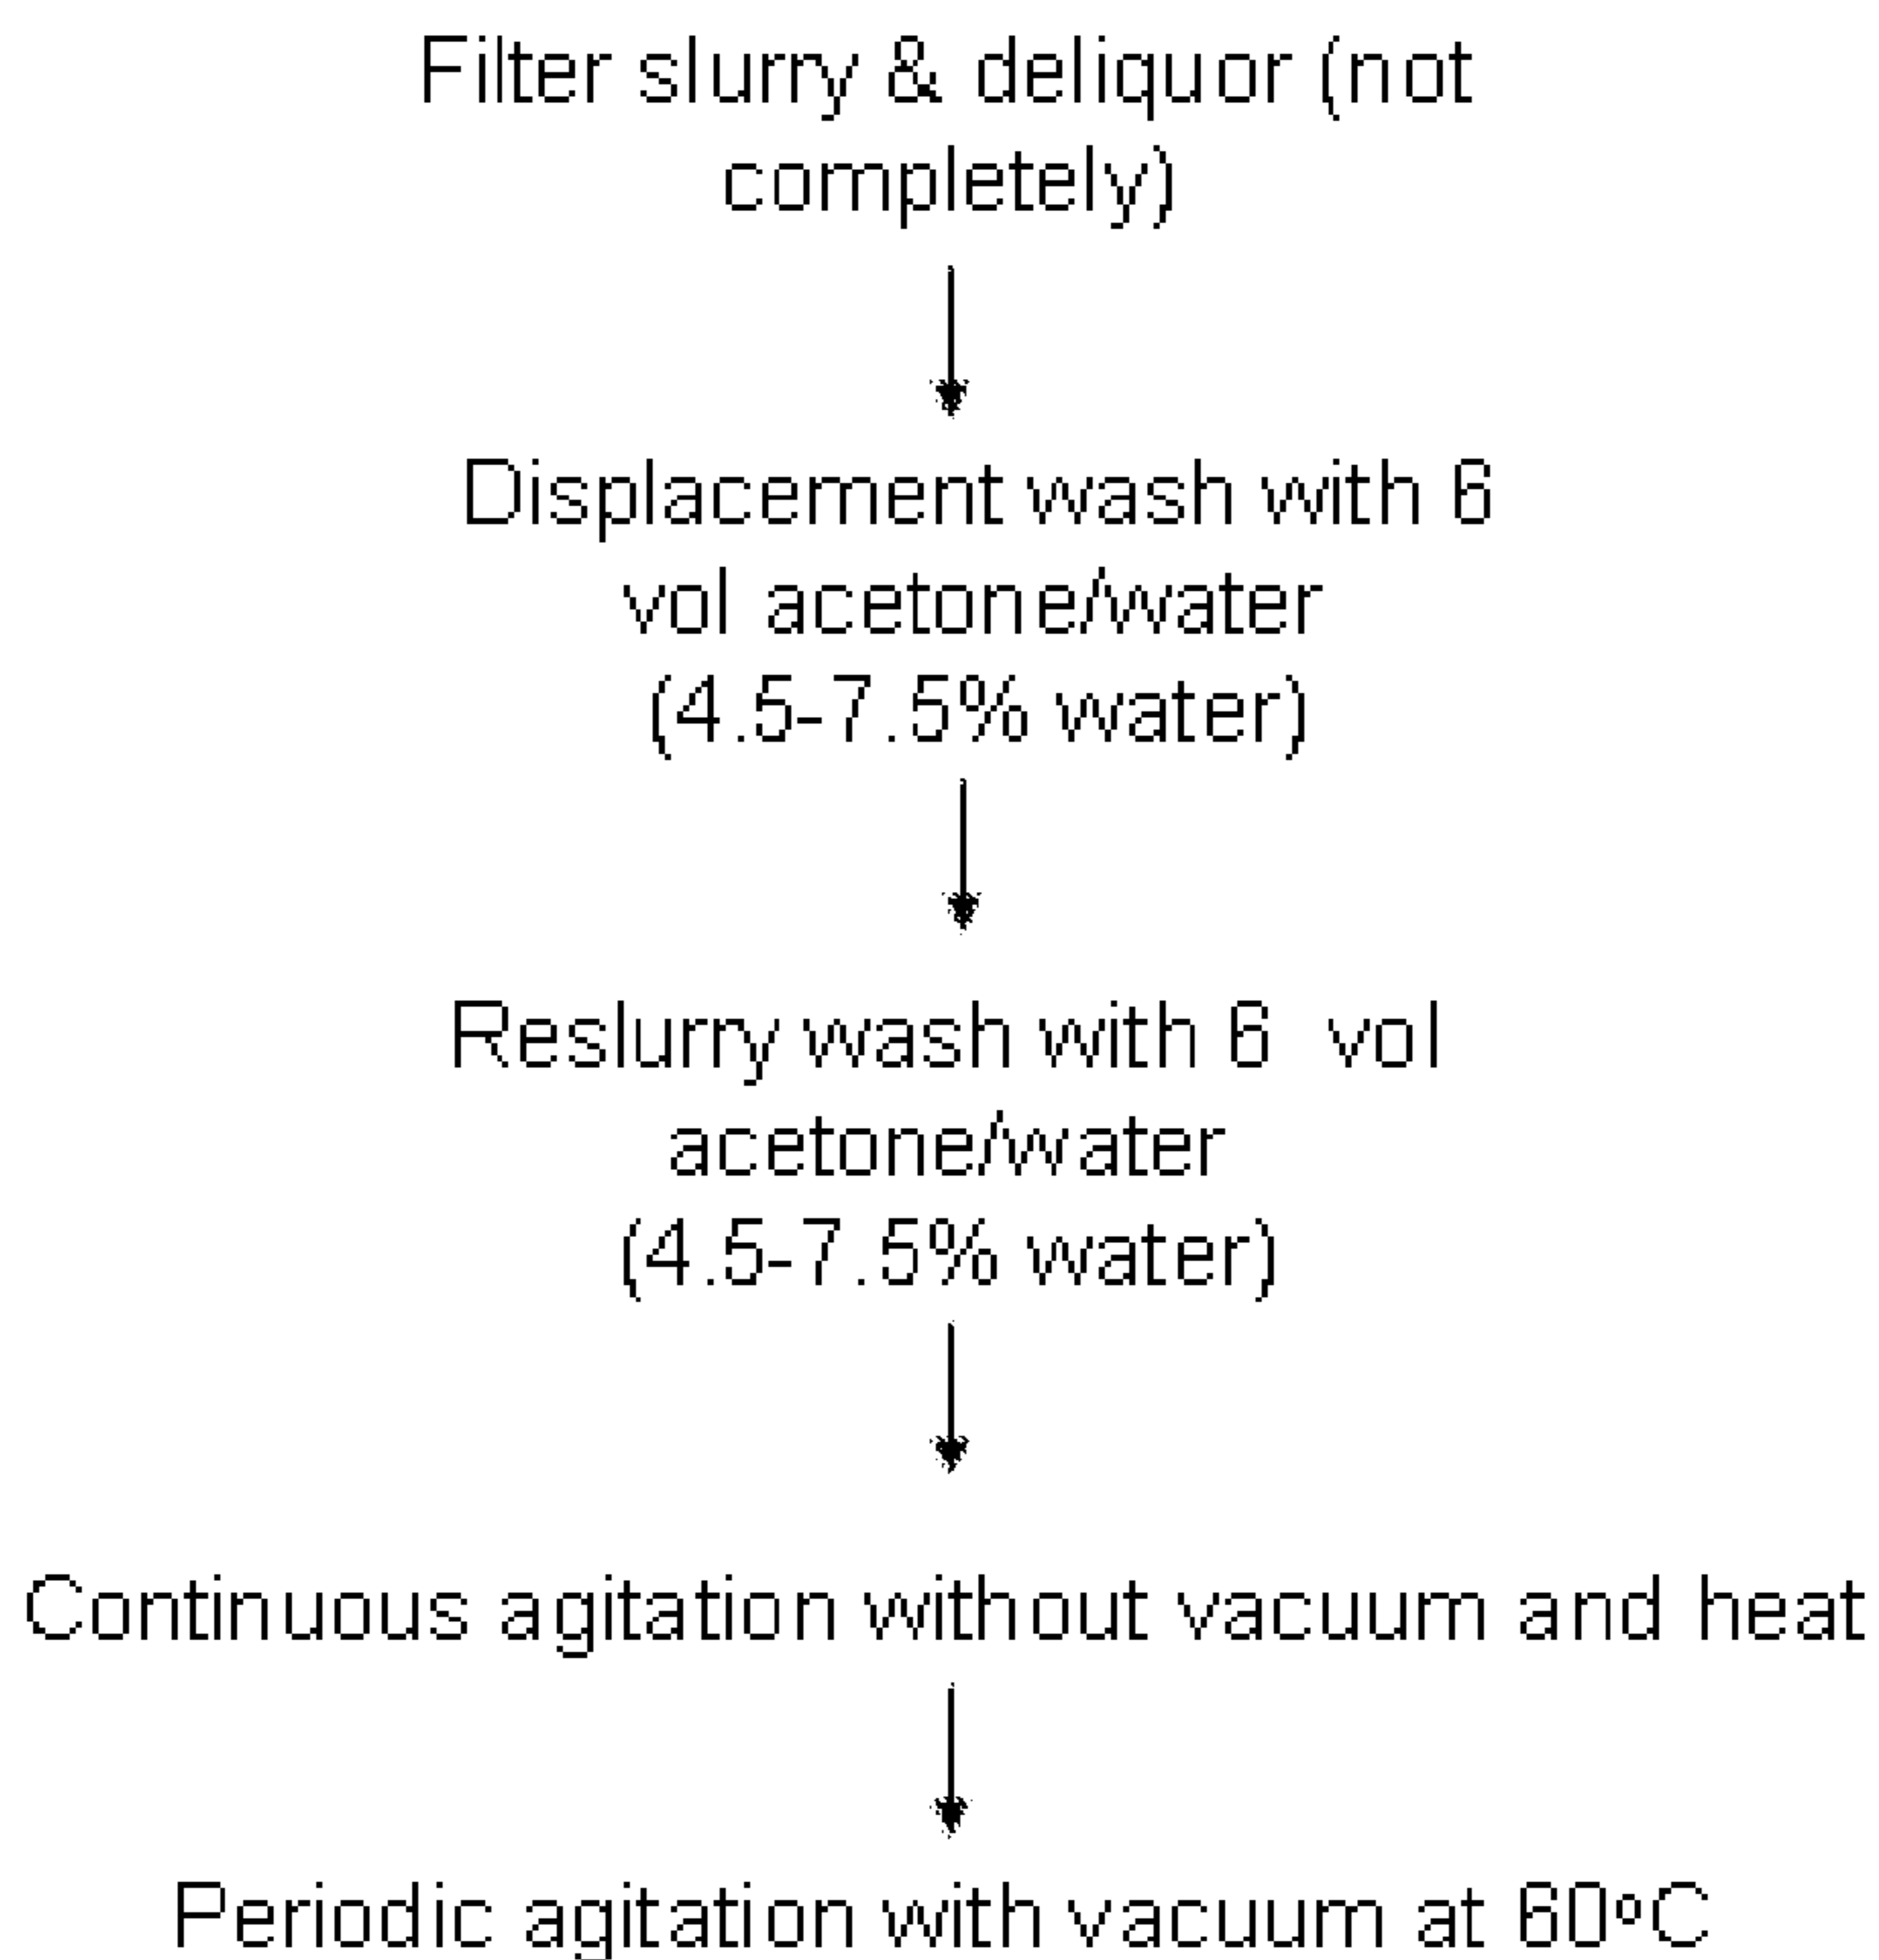 Filter slurry & deliquor (not
completely)
Displacement wash with 6
vol acetone/water
(4.5-7.5% water)
Reslurry wash with 6 vol
acetone/water
(4.5-7.5% water)
Continuous agitation without vacuum and heat
Periodic agitation with vacuum at 60ºC